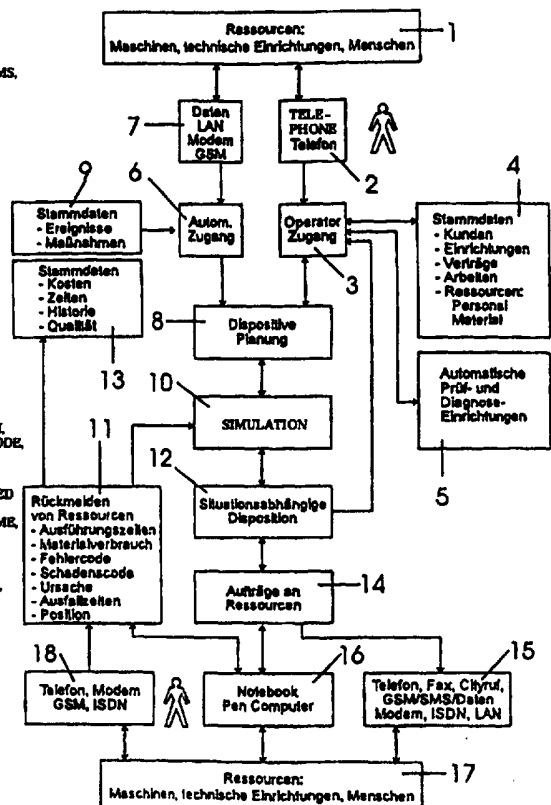 Ressourcen:
Maschinen, technische Einrichtungen, Menschen
1
MS,
Daten
LAN
Modem
GSM
7
TELE-
PHONE
Telefon
2
9
6
4
Stammdaten
- Ereignisse
- Maßnahmen
Autom.
Zugang
Operator
Zugang
3
Stammdaten
- Kunden
- Einrichtungen
- Verträge
- Arbeiten
- Ressourcen:
Personal
Material
Stammdaten
- Kosten
- Zeiten
- Historie
- Qualität
13
8
Dispositive
Planung
Automatische
Prüf- und
Diagnose-
Einrichtungen
5
10
SIMULATION
ODE,
11
12
ED
ME,
Rückmelden
von Ressourcen
- Ausführungszeiten
- Materialverbrauch
- Fehlercode
- Schadenscode
- Ursache
- Ausfallzeiten
- Position
Situationsabhängige
Disposition
Aufträge an
Ressourcen
14
18
16
15
Telefon, Modem
GSM, ISDN
Notebook
Pen Computer
Telefon, Fax, Cityruf,
GSM/SMS/Daten
Modem, ISDN, LAN
Ressourcen:
Maschinen, technische Einrichtungen, Menschen
17